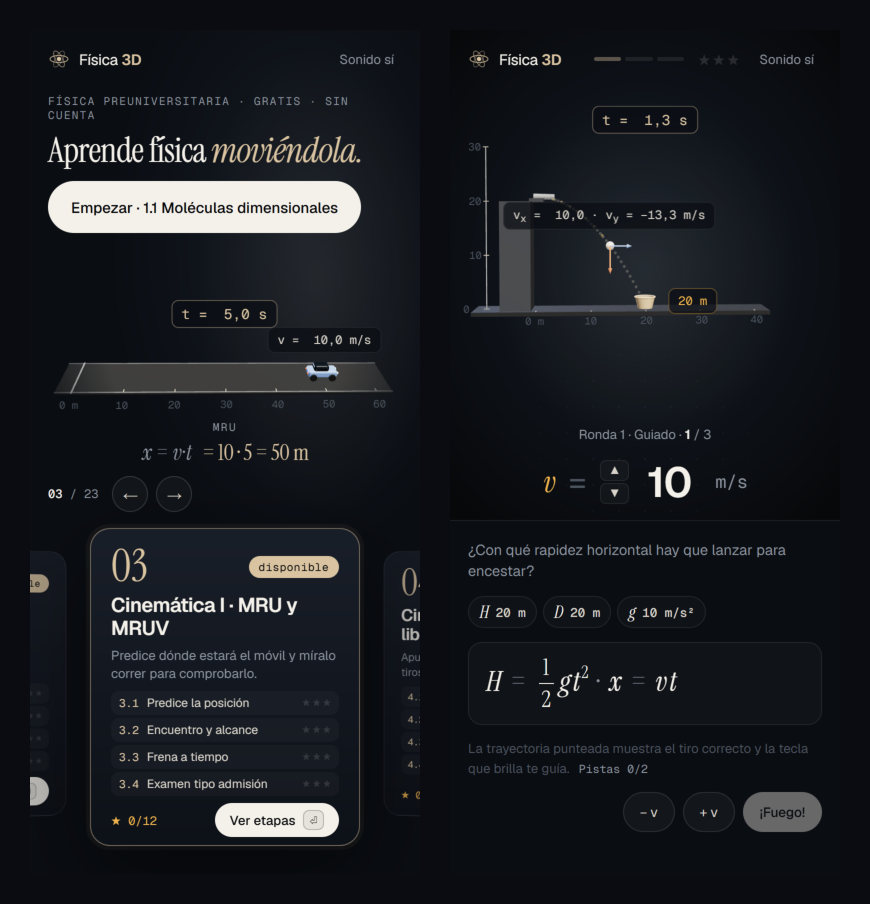 Física 3D
Sonido sí
FÍSICA PREUNIVERSITARIA · GRATIS · SIN
CUENTA
Aprende física moviéndola.
Empezar · 1.1 Moléculas dimensionales
t = 5,0 s
v = 10,0 m/s
0 m 10 20 30 40 50 60
MRU
x = v·t = 10·5 = 50 m
03 / 23 ← →
03
disponible
Cinemática I · MRU y
MRUV
Predice dónde estará el móvil y míralo
correr para comprobarlo.
3.1 Predice la posición ★★★
3.2 Encuentro y alcance ★★★
3.3 Frena a tiempo ★★★
3.4 Examen tipo admisión ★★★
★ 0/12
Ver etapas ⏎
Física 3D
★★★
Sonido sí
t = 1,3 s
30
20
10
0
vₓ = 10,0 · vᵧ = −13,3 m/s
20 m
0 m 10 20 30 40
Ronda 1 · Guiado · 1 / 3
v = ▲ ▼ 10 m/s
¿Con qué rapidez horizontal hay que lanzar para
encestar?
H 20 m
D 20 m
g 10 m/s²
H = 1/2 gt² · x = vt
La trayectoria punteada muestra el tiro correcto y la tecla
que brilla te guía. Pistas 0/2
− v
+ v
¡Fuego!